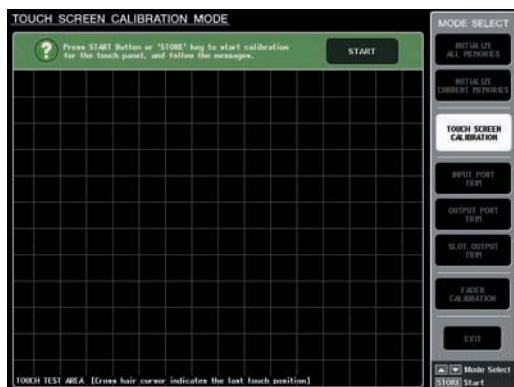 TOUCH SCREEN CALIBRATION MODE
Press START Button or 'STORE' key to start calibration
for the touch panel, and follow the messages.
START
TOUCH TEST AREA [Cross hair cursor indicates the last touch position]
MODE SELECT
INITIALIZE
ALL MEMORIES
INITIALIZE
CURRENT MEMORIES
TOUCH SCREEN
CALIBRATION
INPUT PORT
TRIM
OUTPUT PORT
TRIM
SLOT OUTPUT
TRIM
FADER
CALIBRATION
EXIT
Mode Select
STORE Start